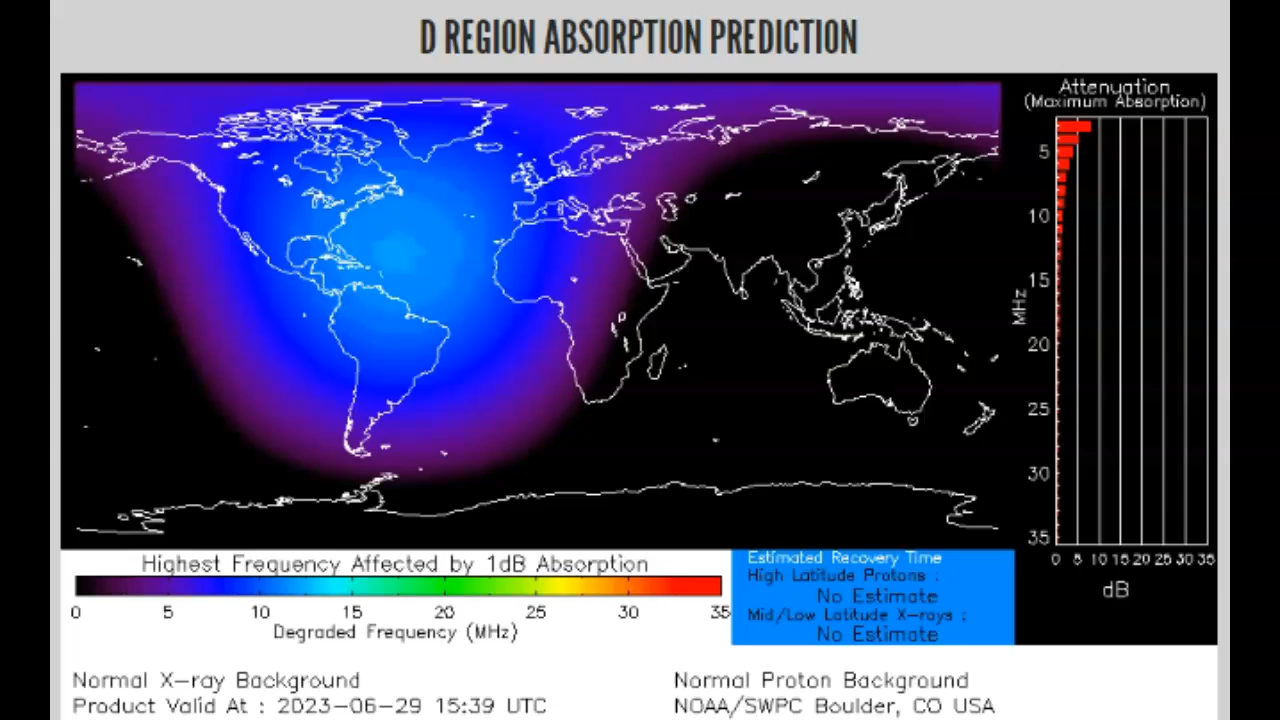 D REGION ABSORPTION PREDICTION
Attenuation
(Maximum Absorption)
5
10
15
20
25
30
35
MHz
0 5 10 15 20 25 30 35
dB
Highest Frequency Affected by 1dB Absorption
0 5 10 15 20 25 30 35
Degraded Frequency (MHz)
Estimated Recovery Time
High Latitude Protons :
No Estimate
Mid/Low Latitude X-rays :
No Estimate
Normal X-ray Background
Normal Proton Background
Product Valid At : 2023-06-29 15:39 UTC
NOAA/SWPC Boulder, CO USA